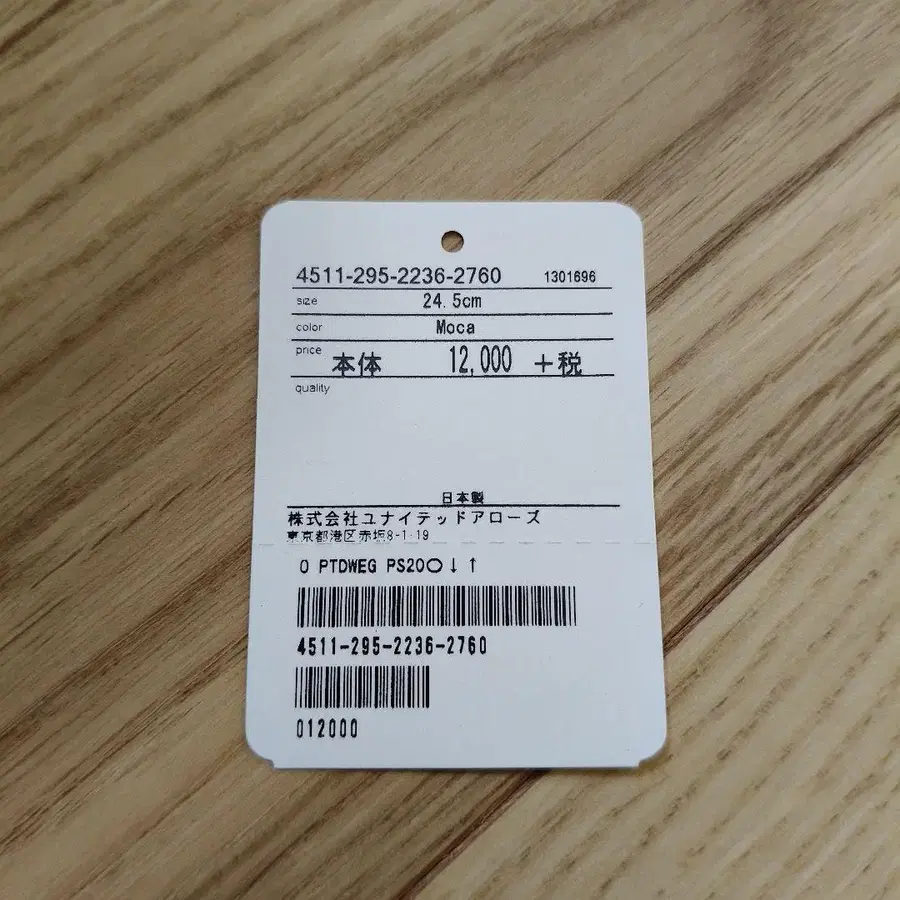 4511-295-2236-2760 1301696
size 24.5cm
color Moca
price 本体 12,000 +税
quality
日本製
株式会社ユナイテッドアローズ
東京都港区赤坂8-1-19
O PTDWEG PS20○↓↑
4511-295-2236-2760
012000